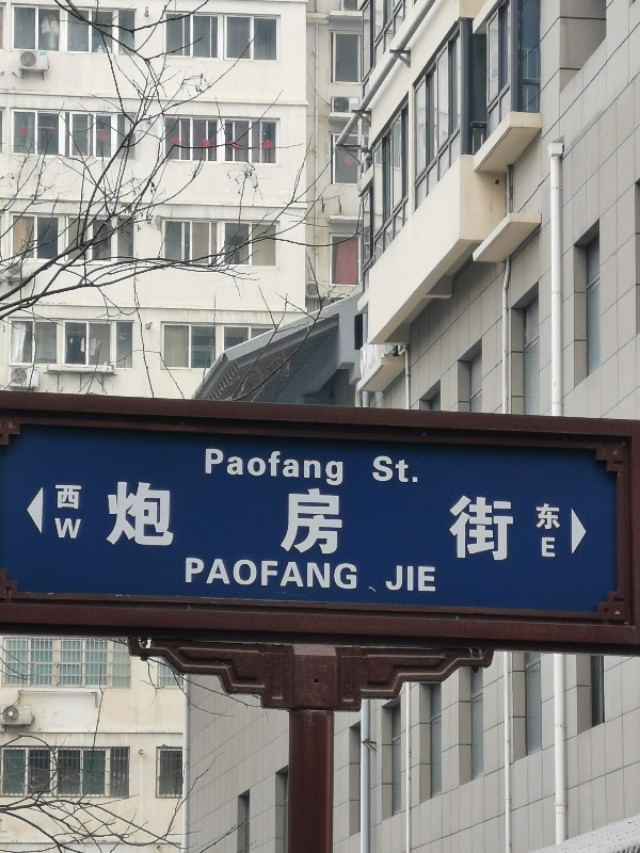 Paofang St.
西 炮房街 东
W E
PAOFANG JIE